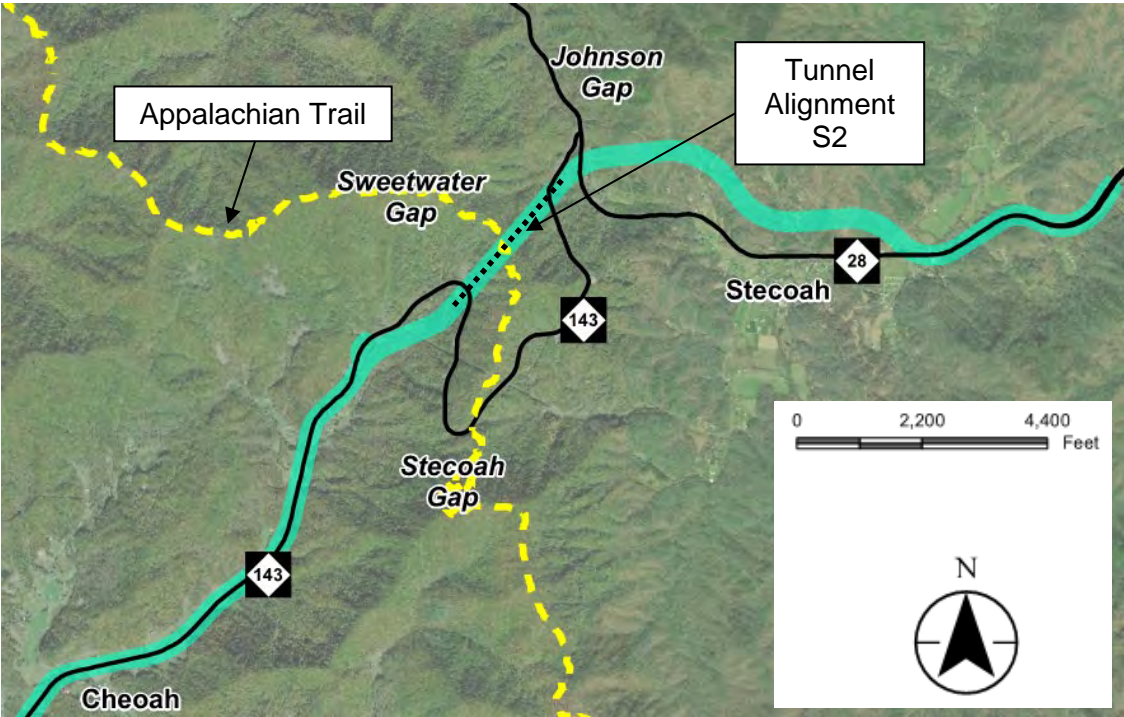 Johnson
Gap
Tunnel
Alignment
S2
Appalachian Trail
Sweetwater
Gap
28
Stecoah
143
0 2,200 4,400
Feet
Stecoah
Gap
N
143
Cheoah